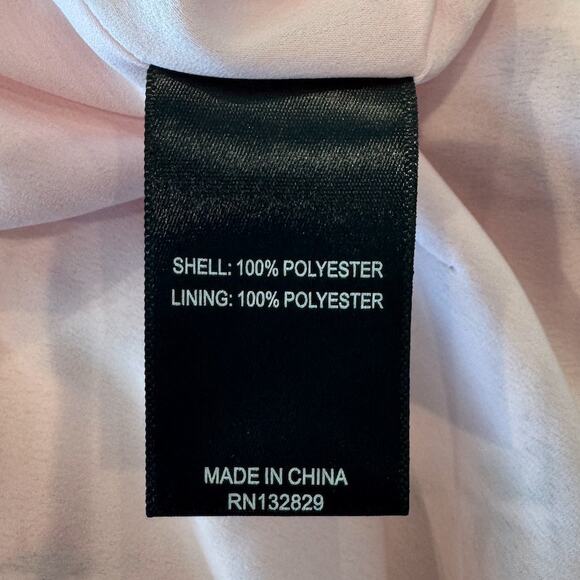 SHELL: 100% POLYESTER
LINING: 100% POLYESTER
MADE IN CHINA
RN132829